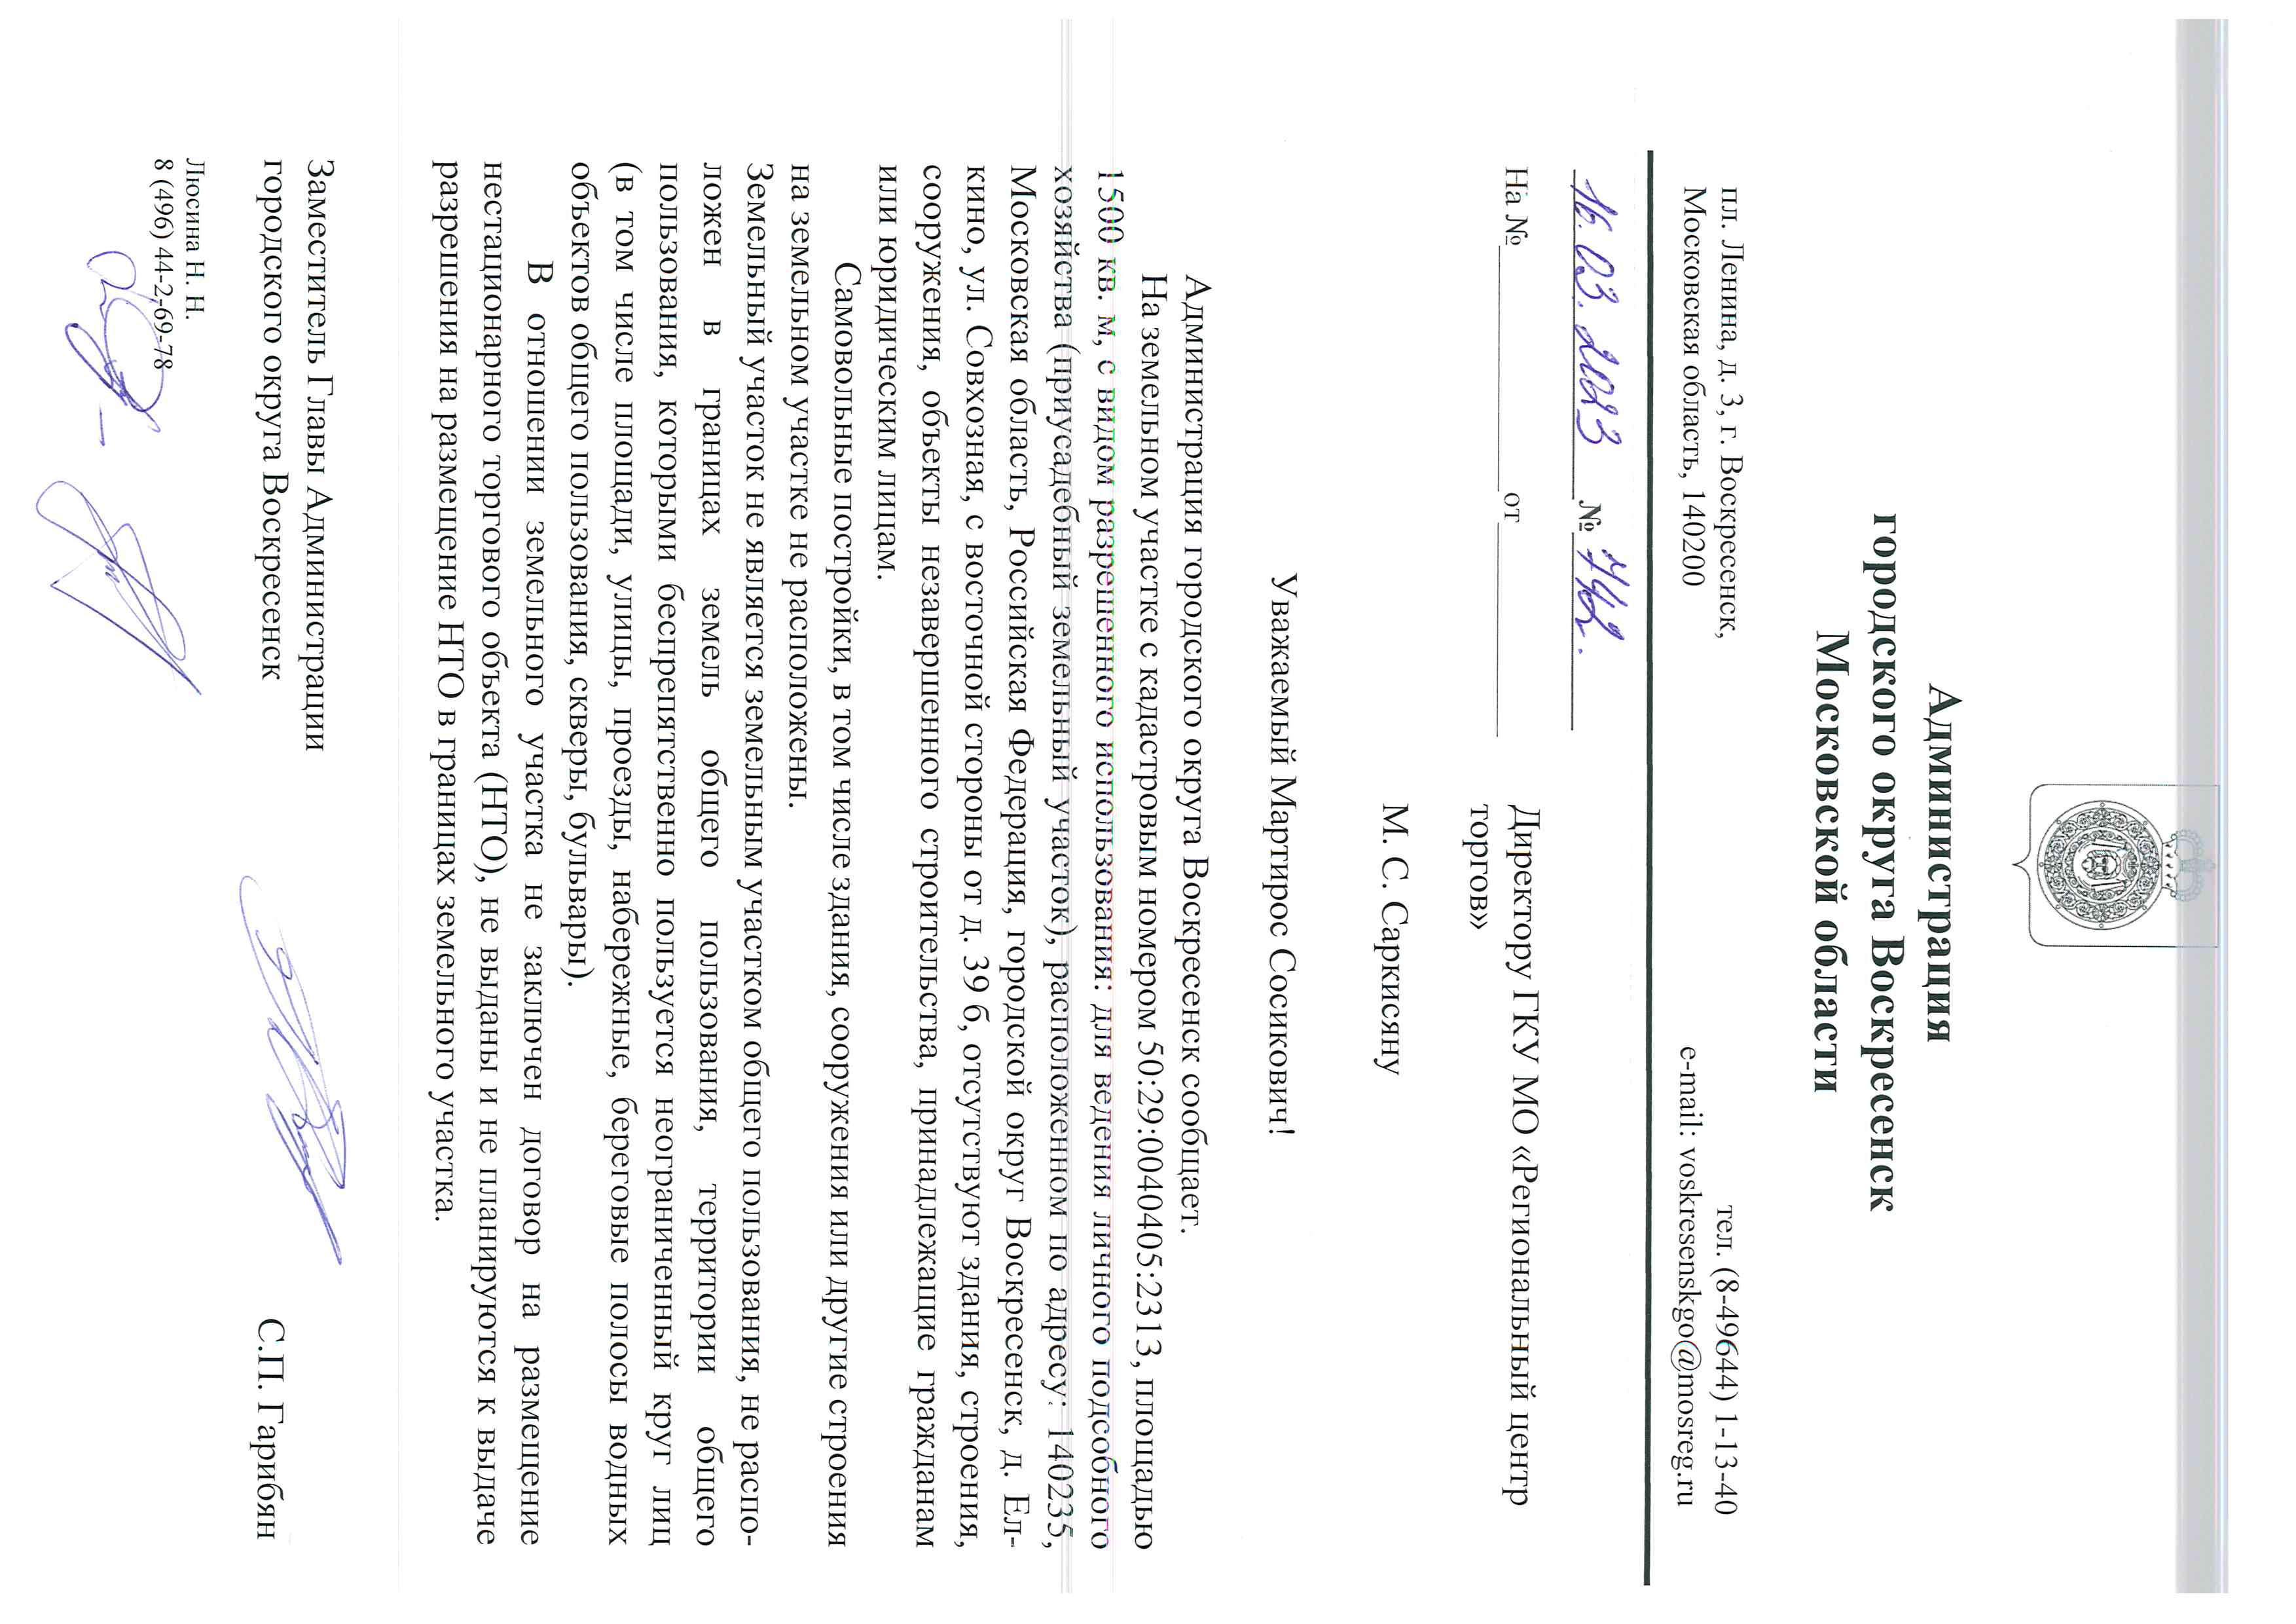 Администрация
городского округа Воскресенск
Московской области
пл. Ленина, д. 3, г. Воскресенск,
Московская область, 140200
тел. (8-49644) 1-13-40
e-mail: voskresenskgo@mosreg.ru
16.03.2023 № 742.
На № от
Директору ГКУ МО «Региональный центр
торгов»
М. С. Саркисяну
Уважаемый Мартирос Сосикович!
Администрация городского округа Воскресенск сообщает.
На земельном участке с кадастровым номером 50:29:0040405:2313, площадью
1500 кв. м, с видом разрешенного использования: для ведения личного подсобного
хозяйства (приусадебный земельный участок), расположенном по адресу: 140235,
Московская область, Российская Федерация, городской округ Воскресенск, д. Ел-
кино, ул. Совхозная, с восточной стороны от д. 39 б, отсутствуют здания, строения,
сооружения, объекты незавершенного строительства, принадлежащие гражданам
или юридическим лицам.
Самовольные постройки, в том числе здания, сооружения или другие строения
на земельном участке не расположены.
Земельный участок не является земельным участком общего пользования, не распо-
ложен в границах земель общего пользования, территории общего
пользования, которыми беспрепятственно пользуется неограниченный круг лиц
(в том числе площади, улицы, проезды, набережные, береговые полосы водных
объектов общего пользования, скверы, бульвары).
В отношении земельного участка не заключен договор на размещение
нестационарного торгового объекта (НТО), не выданы и не планируются к выдаче
разрешения на размещение НТО в границах земельного участка.
Заместитель Главы Администрации
городского округа Воскресенск
С.П. Гарибян
Люсина Н. Н.
8 (496) 44-2-69-78